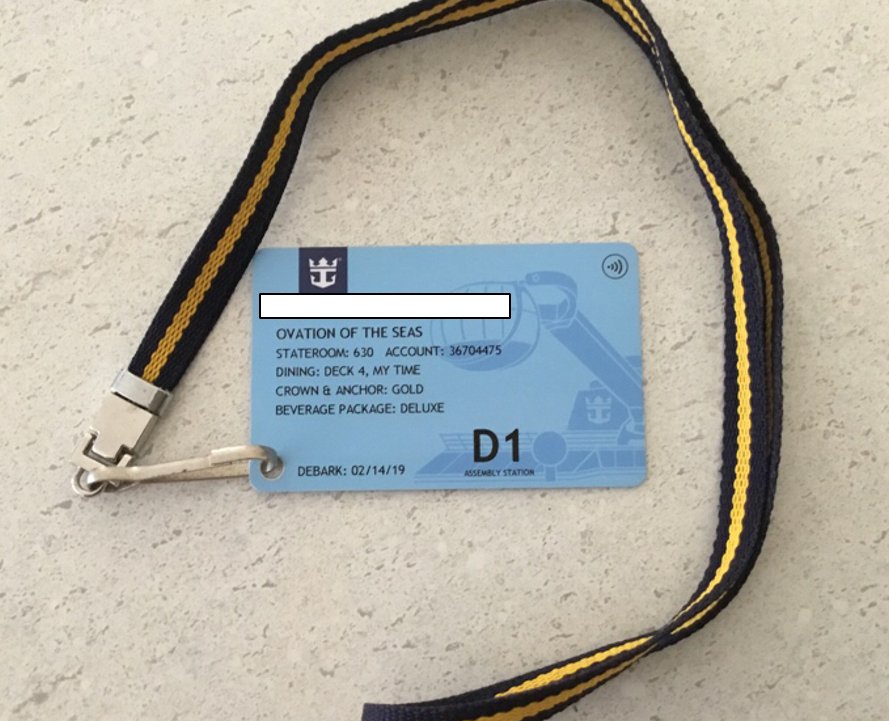 OVATION OF THE SEAS
STATEROOM: 630 ACCOUNT: 36704475
DINING: DECK 4, MY TIME
CROWN & ANCHOR: GOLD
BEVERAGE PACKAGE: DELUXE
D1
ASSEMBLY STATION
DEBARK: 02/14/19